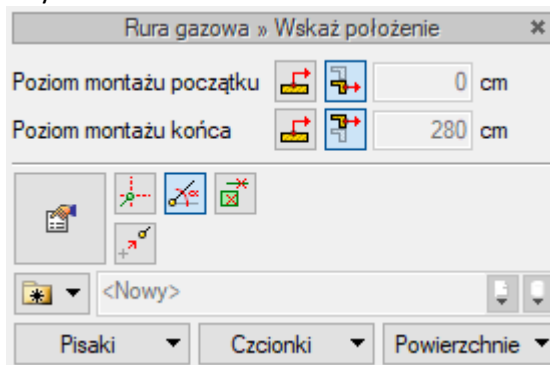 Rura gazowa » Wskaż położenie
Poziom montażu początku 0 cm
Poziom montażu końca 280 cm
<Nowy>
Pisaki Czcionki Powierzchnie